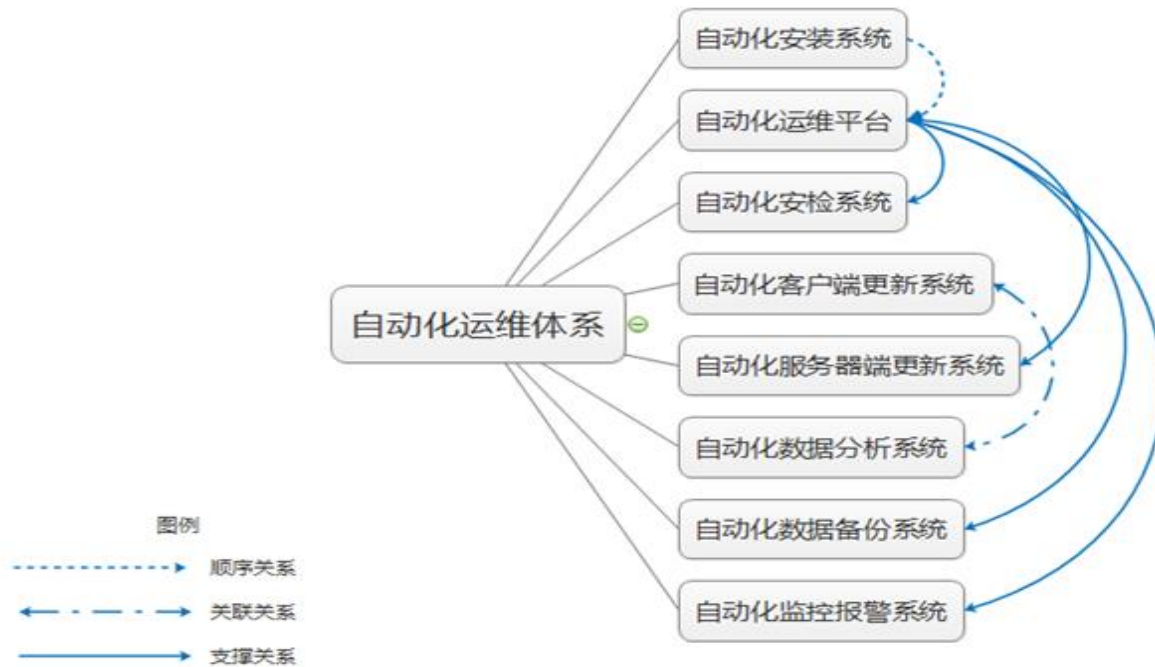 自动化安装系统
自动化运维平台
自动化安检系统
自动化客户端更新系统
自动化运维体系
自动化服务器端更新系统
自动化数据分析系统
自动化数据备份系统
自动化监控报警系统
图例
顺序关系
关联关系
支撑关系